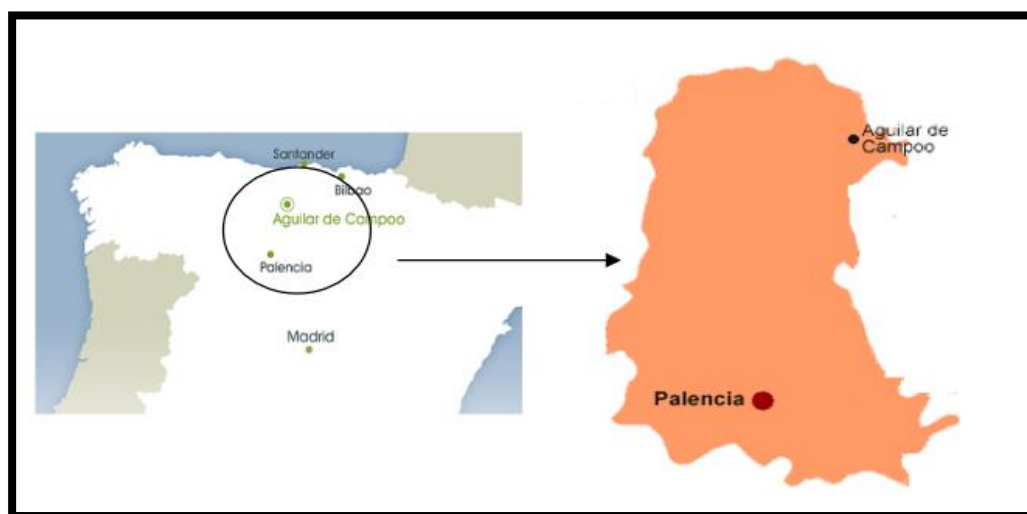 Santander
Bilbao
Aguilar de Campoo
Palencia
Madrid
Aguilar de
Campoo
Palencia